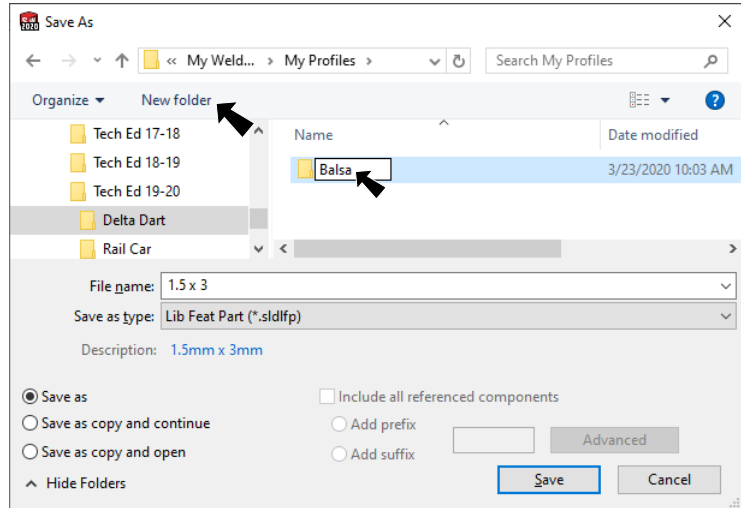 SW 2020 Save As
« My Weld... > My Profiles > Search My Profiles
Organize New folder ?
Tech Ed 17-18
Tech Ed 18-19
Tech Ed 19-20
Delta Dart
Rail Car
Name Date modified
Balsa 3/23/2020 10:03 AM
File name: 1.5 x 3
Save as type: Lib Feat Part (*.sldlfp)
Description: 1.5mm x 3mm
Save as
Save as copy and continue
Save as copy and open
Include all referenced components
Add prefix
Add suffix
Advanced
Hide Folders
Save Cancel